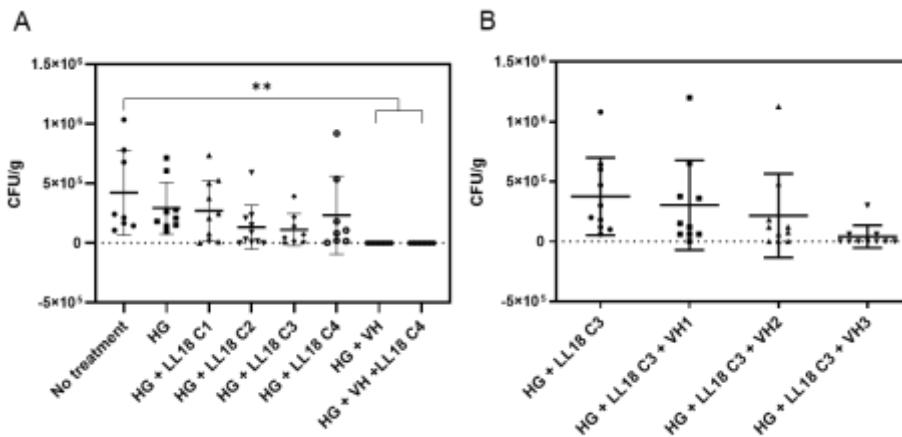 A
1.5×10⁶
1×10⁶
5×10⁵
0
-5×10⁵
CFU/g
**
No treatment
HG
HG + LL18 C1
HG + LL18 C2
HG + LL18 C3
HG + LL18 C4
HG + VH
HG + VH +LL18 C4
B
1.5×10⁶
1×10⁶
5×10⁵
0
-5×10⁵
CFU/g
HG + LL18 C3
HG + LL18 C3 + VH1
HG + LL18 C3 + VH2
HG + LL18 C3 + VH3